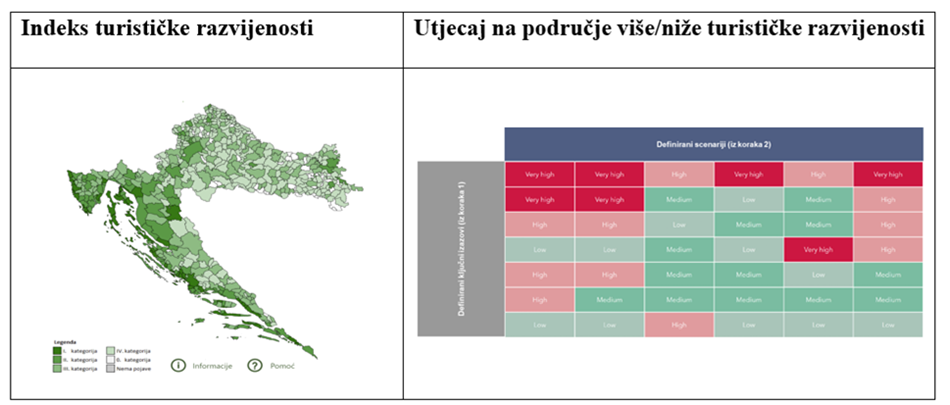 Indeks turističke razvijenosti
Utjecaj na područje više/niže turističke razvijenosti
Legenda
I. kategorija
II. kategorija
III. kategorija
IV. kategorija
0. kategorija
Nema pojave
Informacije
Pomoć
Definirani scenariji (iz koraka 2)
Definirani ključni izazovi (iz koraka 1)
Very high Very high High Very high High Very high
Very high Very high Medium Low Medium High
High High Low Medium Medium High
Low Low Medium Low Very high High
High High Medium Medium Low Medium
High Medium Medium Medium Medium Medium
Low Low High Low Low Low